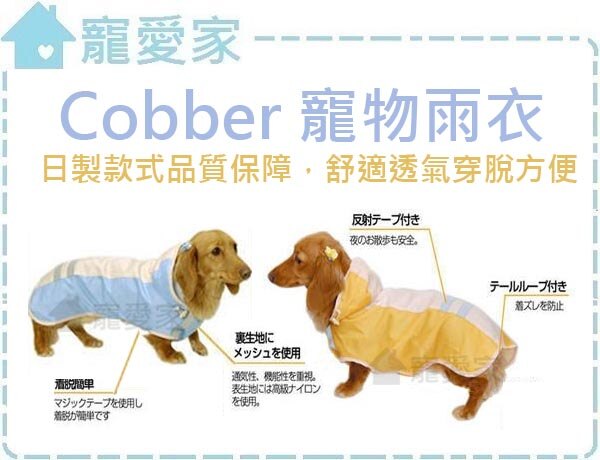 寵愛家
Cobber 寵物雨衣
日製款式品質保障，舒適透氣穿脫方便
反射テープ付き
夜のお散歩も安全。
テールループ付き
着ズレを防止
寵愛家
裏生地に
メッシュを使用
通気性、機能性を重視。
表生地には高級ナイロン
を使用。
着脱簡単
マジックテープを使用し
着脱が簡単です
寵愛家